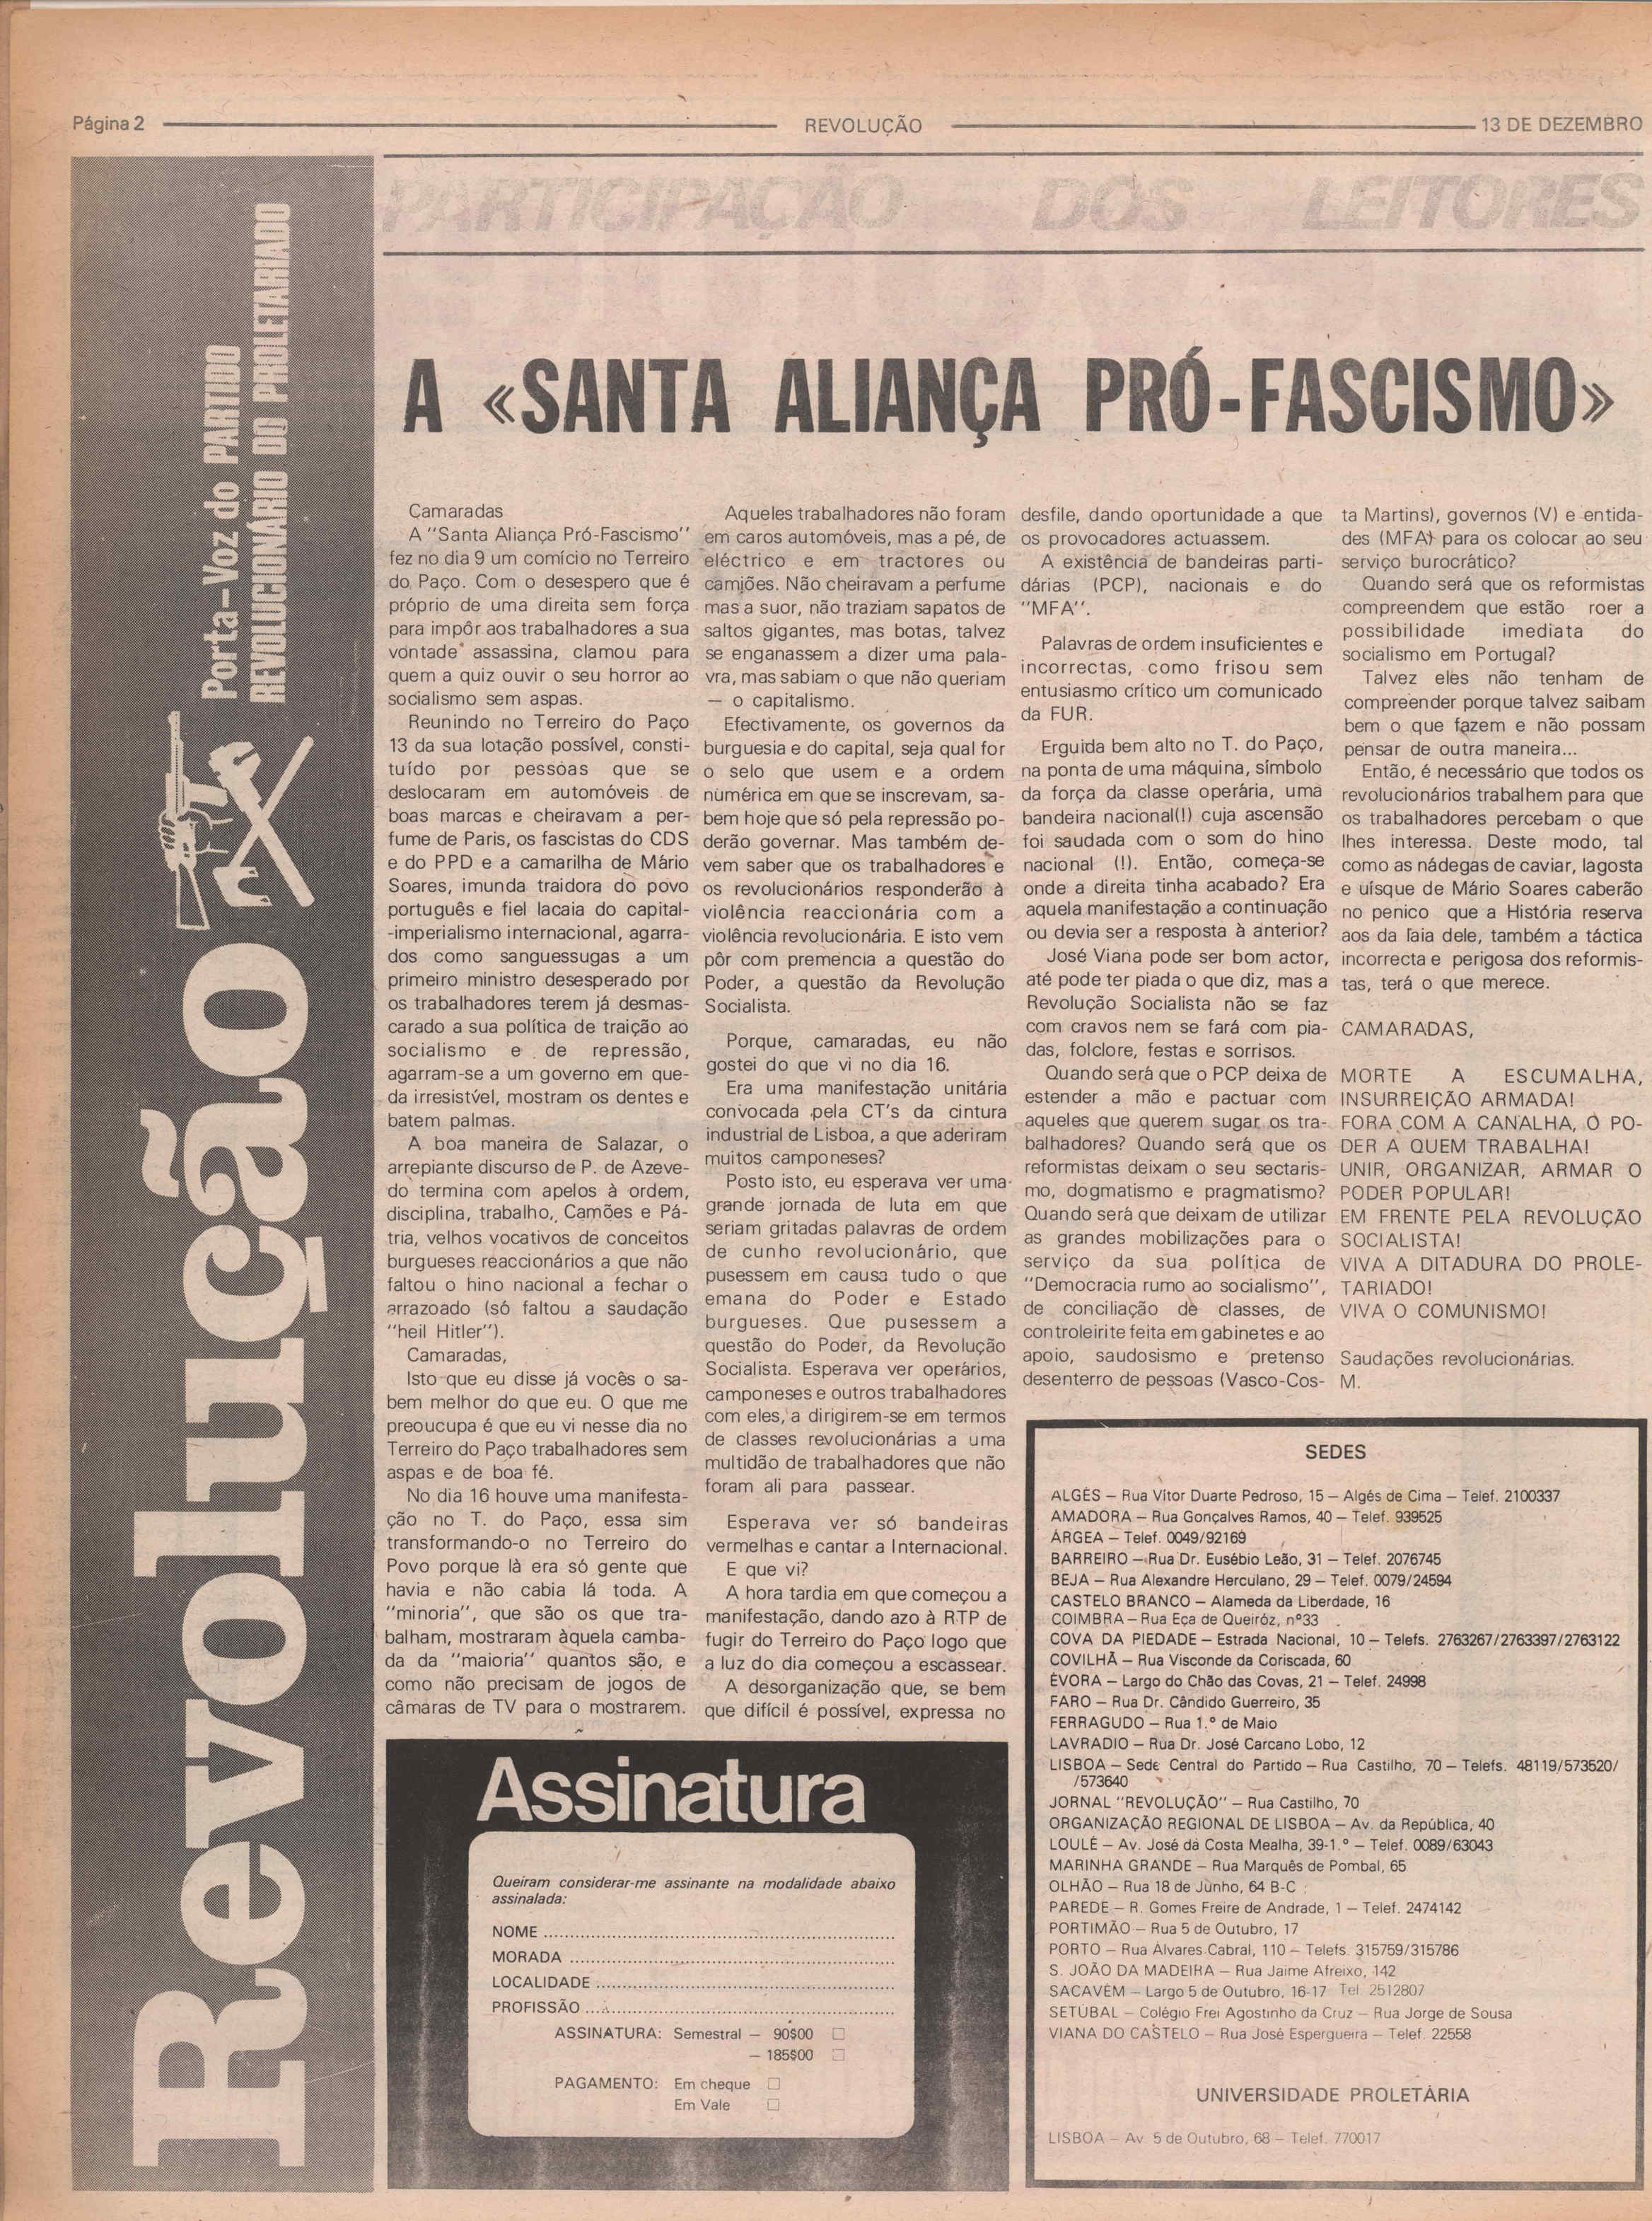 Página 2
REVOLUÇÃO
13 DE DEZEMBRO
Revolução
Porta-Voz do PARTIDO
REVOLUCIONÁRIO DO PROLETARIADO
PARTICIPAÇÃO DOS LEITORES
A «SANTA ALIANÇA PRÓ-FASCISMO»
Camaradas
A "Santa Aliança Pró-Fascismo"
fez no dia 9 um comício no Terreiro
do Paço. Com o desespero que é
próprio de uma direita sem força
para impôr aos trabalhadores a sua
vontade assassina, clamou para
quem a quiz ouvir o seu horror ao
socialismo sem aspas.
Reunindo no Terreiro do Paço
13 da sua lotação possível, consti-
tuído por pessoas que se
deslocaram em automóveis de
boas marcas e cheiravam a per-
fume de Paris, os fascistas do CDS
e do PPD e a camarilha de Mário
Soares, imunda traidora do povo
português e fiel lacaia do capital-
-imperialismo internacional, agarra-
dos como sanguessugas a um
primeiro ministro desesperado por
os trabalhadores terem já desmas-
carado a sua política de traição ao
socialismo e de repressão,
agarram-se a um governo em que-
da irresistível, mostram os dentes e
batem palmas.
A boa maneira de Salazar, o
arrepiante discurso de P. de Azeve-
do termina com apelos à ordem,
disciplina, trabalho, Camões e Pá-
tria, velhos vocativos de conceitos
burgueses reaccionários a que não
faltou o hino nacional a fechar o
arrazoado (só faltou a saudação
"heil Hitler").
Camaradas,
Isto que eu disse já vocês o sa-
bem melhor do que eu. O que me
preocupa é que eu vi nesse dia no
Terreiro do Paço trabalhadores sem
aspas e de boa fé.
No dia 16 houve uma manifesta-
ção no T. do Paço, essa sim
transformando-o no Terreiro do
Povo porque là era só gente que
havia e não cabia lá toda. A
"minoria", que são os que tra-
balham, mostraram àquela camba-
da da "maioria" quantos são, e
como não precisam de jogos de
câmaras de TV para o mostrarem.
Aqueles trabalhadores não foram
em caros automóveis, mas a pé, de
eléctrico e em tractores ou
camiões. Não cheiravam a perfume
mas a suor, não traziam sapatos de
saltos gigantes, mas botas, talvez
se enganassem a dizer uma pala-
vra, mas sabiam o que não queriam
— o capitalismo.
Efectivamente, os governos da
burguesia e do capital, seja qual for
o selo que usem e a ordem
numérica em que se inscrevam, sa-
bem hoje que só pela repressão po-
derão governar. Mas também de-
vem saber que os trabalhadores e
os revolucionários responderão à
violência reaccionária com a
violência revolucionária. E isto vem
pôr com premencia a questão do
Poder, a questão da Revolução
Socialista.
Porque, camaradas, eu não
gostei do que vi no dia 16.
Era uma manifestação unitária
convocada pela CT's da cintura
industrial de Lisboa, a que aderiram
muitos camponeses?
Posto isto, eu esperava ver uma
grande jornada de luta em que
seriam gritadas palavras de ordem
de cunho revolucionário, que
pusessem em causa tudo o que
emana do Poder e Estado
burgueses. Que pusessem a
questão do Poder, da Revolução
Socialista. Esperava ver operários,
camponeses e outros trabalhadores
com eles, a dirigirem-se em termos
de classes revolucionárias a uma
multidão de trabalhadores que não
foram ali para passear.
Esperava ver só bandeiras
vermelhas e cantar a Internacional.
E que vi?
A hora tardia em que começou a
manifestação, dando azo à RTP de
fugir do Terreiro do Paço logo que
a luz do dia começou a escassear.
A desorganização que, se bem
que difícil é possível, expressa no
desfile, dando oportunidade a que
os provocadores actuassem.
A existência de bandeiras parti-
dárias (PCP), nacionais e do
"MFA".
Palavras de ordem insuficientes e
incorrectas, como frisou sem
entusiasmo crítico um comunicado
da FUR.
Erguida bem alto no T. do Paço,
na ponta de uma máquina, símbolo
da força da classe operária, uma
bandeira nacional(!) cuja ascensão
foi saudada com o som do hino
nacional (!). Então, começa-se
onde a direita tinha acabado? Era
aquela manifestação a continuação
ou devia ser a resposta à anterior?
José Viana pode ser bom actor,
até pode ter piada o que diz, mas a
Revolução Socialista não se faz
com cravos nem se fará com pia-
das, folclore, festas e sorrisos.
Quando será que o PCP deixa de
estender a mão e pactuar com
aqueles que querem sugar os tra-
balhadores? Quando será que os
reformistas deixam o seu sectaris-
mo, dogmatismo e pragmatismo?
Quando será que deixam de utilizar
as grandes mobilizações para o
serviço da sua política de
"Democracia rumo ao socialismo",
de conciliação de classes, de
controleirite feita em gabinetes e ao
apoio, saudosismo e pretenso
desenterro de pessoas (Vasco-Cos-
ta Martins), governos (V) e entida-
des (MFA) para os colocar ao seu
serviço burocrático?
Quando será que os reformistas
compreendem que estão roer a
possibilidade imediata do
socialismo em Portugal?
Talvez eles não tenham de
compreender porque talvez saibam
bem o que fazem e não possam
pensar de outra maneira...
Então, é necessário que todos os
revolucionários trabalhem para que
os trabalhadores percebam o que
lhes interessa. Deste modo, tal
como as nádegas de caviar, lagosta
e uísque de Mário Soares caberão
no penico que a História reserva
aos da laia dele, também a táctica
incorrecta e perigosa dos reformis-
tas, terá o que merece.
CAMARADAS,
MORTE A ESCUMALHA,
INSURREIÇÃO ARMADA!
FORA COM A CANALHA, O PO-
DER A QUEM TRABALHA!
UNIR, ORGANIZAR, ARMAR O
PODER POPULAR!
EM FRENTE PELA REVOLUÇÃO
SOCIALISTA!
VIVA A DITADURA DO PROLE-
TARIADO!
VIVA O COMUNISMO!
Saudações revolucionárias.
M.
Assinatura
Queiram considerar-me assinante na modalidade abaixo
assinalada:
NOME
MORADA
LOCALIDADE
PROFISSÃO
ASSINATURA: Semestral — 90$00
— 185$00
PAGAMENTO: Em cheque
Em Vale
SEDES
ALGÉS — Rua Vítor Duarte Pedroso, 15 — Algés de Cima — Telef. 2100337
AMADORA — Rua Gonçalves Ramos, 40 — Telef. 939525
ÁRGEA — Telef. 0049/92169
BARREIRO — Rua Dr. Eusébio Leão, 31 — Telef. 2076745
BEJA — Rua Alexandre Herculano, 29 — Telef. 0079/24594
CASTELO BRANCO — Alameda da Liberdade, 16
COIMBRA — Rua Eça de Queiróz, nº33
COVA DA PIEDADE — Estrada Nacional, 10 — Telefs. 2763267/2763397/2763122
COVILHÃ — Rua Visconde da Coriscada, 60
ÉVORA — Largo do Chão das Covas, 21 — Telef. 24998
FARO — Rua Dr. Cândido Guerreiro, 35
FERRAGUDO — Rua 1.º de Maio
LAVRADIO — Rua Dr. José Carcano Lobo, 12
LISBOA — Sede Central do Partido — Rua Castilho, 70 — Telefs. 48119/573520/
/573640
JORNAL "REVOLUÇÃO" — Rua Castilho, 70
ORGANIZAÇÃO REGIONAL DE LISBOA — Av. da República, 40
LOULÉ — Av. José da Costa Mealha, 39-1.º — Telef. 0089/63043
MARINHA GRANDE — Rua Marquês de Pombal, 65
OLHÃO — Rua 18 de Junho, 64 B-C
PAREDE — R. Gomes Freire de Andrade, 1 — Telef. 2474142
PORTIMÃO — Rua 5 de Outubro, 17
PORTO — Rua Álvares Cabral, 110 — Telefs. 315759/315786
S. JOÃO DA MADEIRA — Rua Jaime Afreixo, 142
SACAVÉM — Largo 5 de Outubro, 16-17 Tel. 2512807
SETUBAL — Colégio Frei Agostinho da Cruz — Rua Jorge de Sousa
VIANA DO CASTELO — Rua José Espergueira — Telef. 22558
UNIVERSIDADE PROLETÁRIA
LISBOA — Av. 5 de Outubro, 68 — Telef. 770017